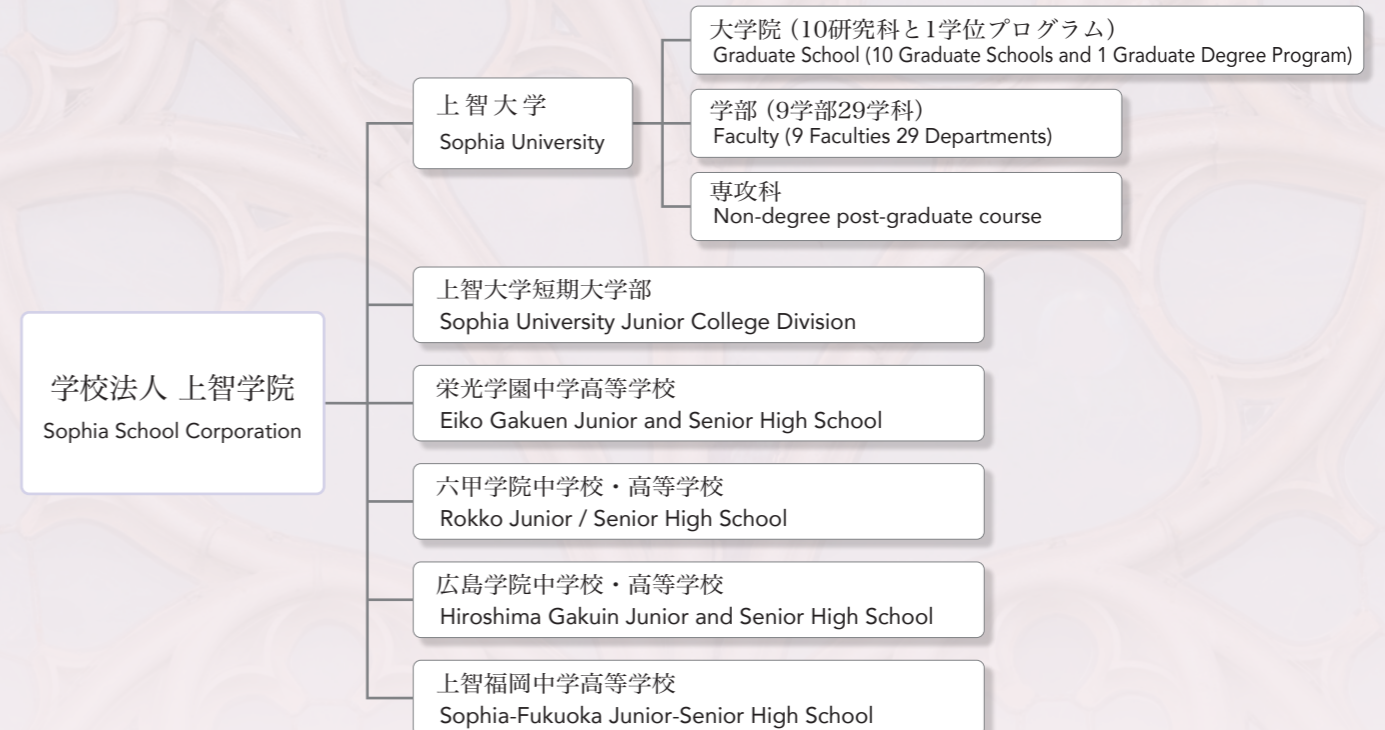 学校法人 上智学院
Sophia School Corporation
上智大学
Sophia University
大学院 (10研究科と1学位プログラム)
Graduate School (10 Graduate Schools and 1 Graduate Degree Program)
学部 (9学部29学科)
Faculty (9 Faculties 29 Departments)
専攻科
Non-degree post-graduate course
上智大学短期大学部
Sophia University Junior College Division
栄光学園中学高等学校
Eiko Gakuen Junior and Senior High School
六甲学院中学校・高等学校
Rokko Junior / Senior High School
広島学院中学校・高等学校
Hiroshima Gakuin Junior and Senior High School
上智福岡中学高等学校
Sophia-Fukuoka Junior-Senior High School